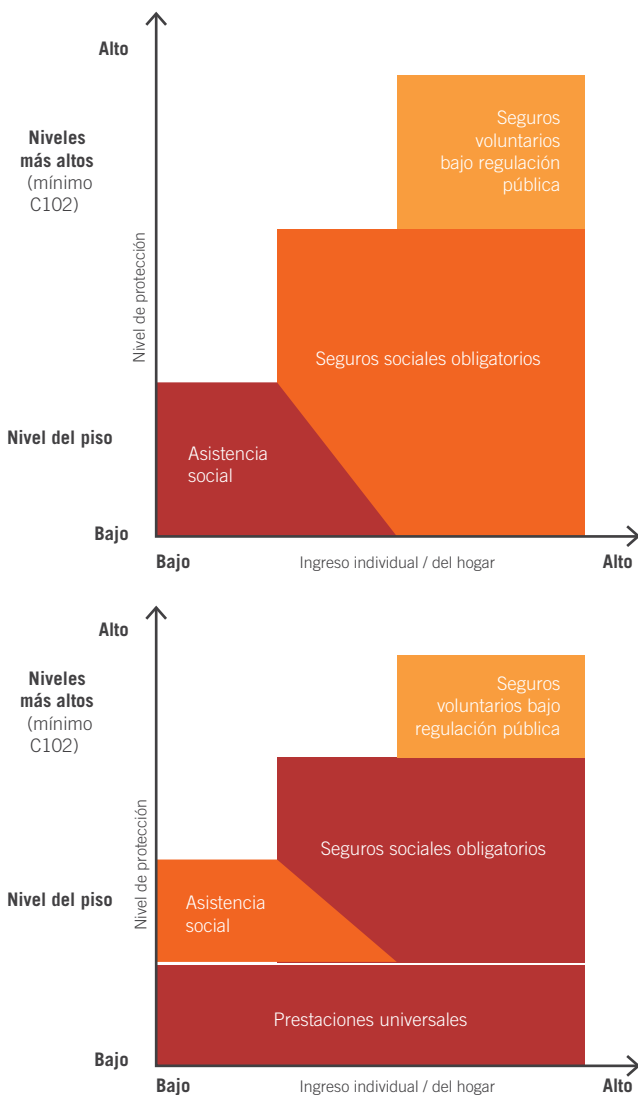 Alto
Niveles
más altos
(mínimo
C102)
Nivel de protección
Seguros
voluntarios
bajo regulación
pública
Seguros sociales obligatorios
Nivel del piso
Asistencia
social
Bajo
Bajo
Ingreso individual / del hogar
Alto
Alto
Niveles
más altos
(mínimo
C102)
Nivel de protección
Seguros
voluntarios bajo
regulación pública
Seguros sociales obligatorios
Nivel del piso
Asistencia
social
Prestaciones universales
Bajo
Bajo
Ingreso individual / del hogar
Alto